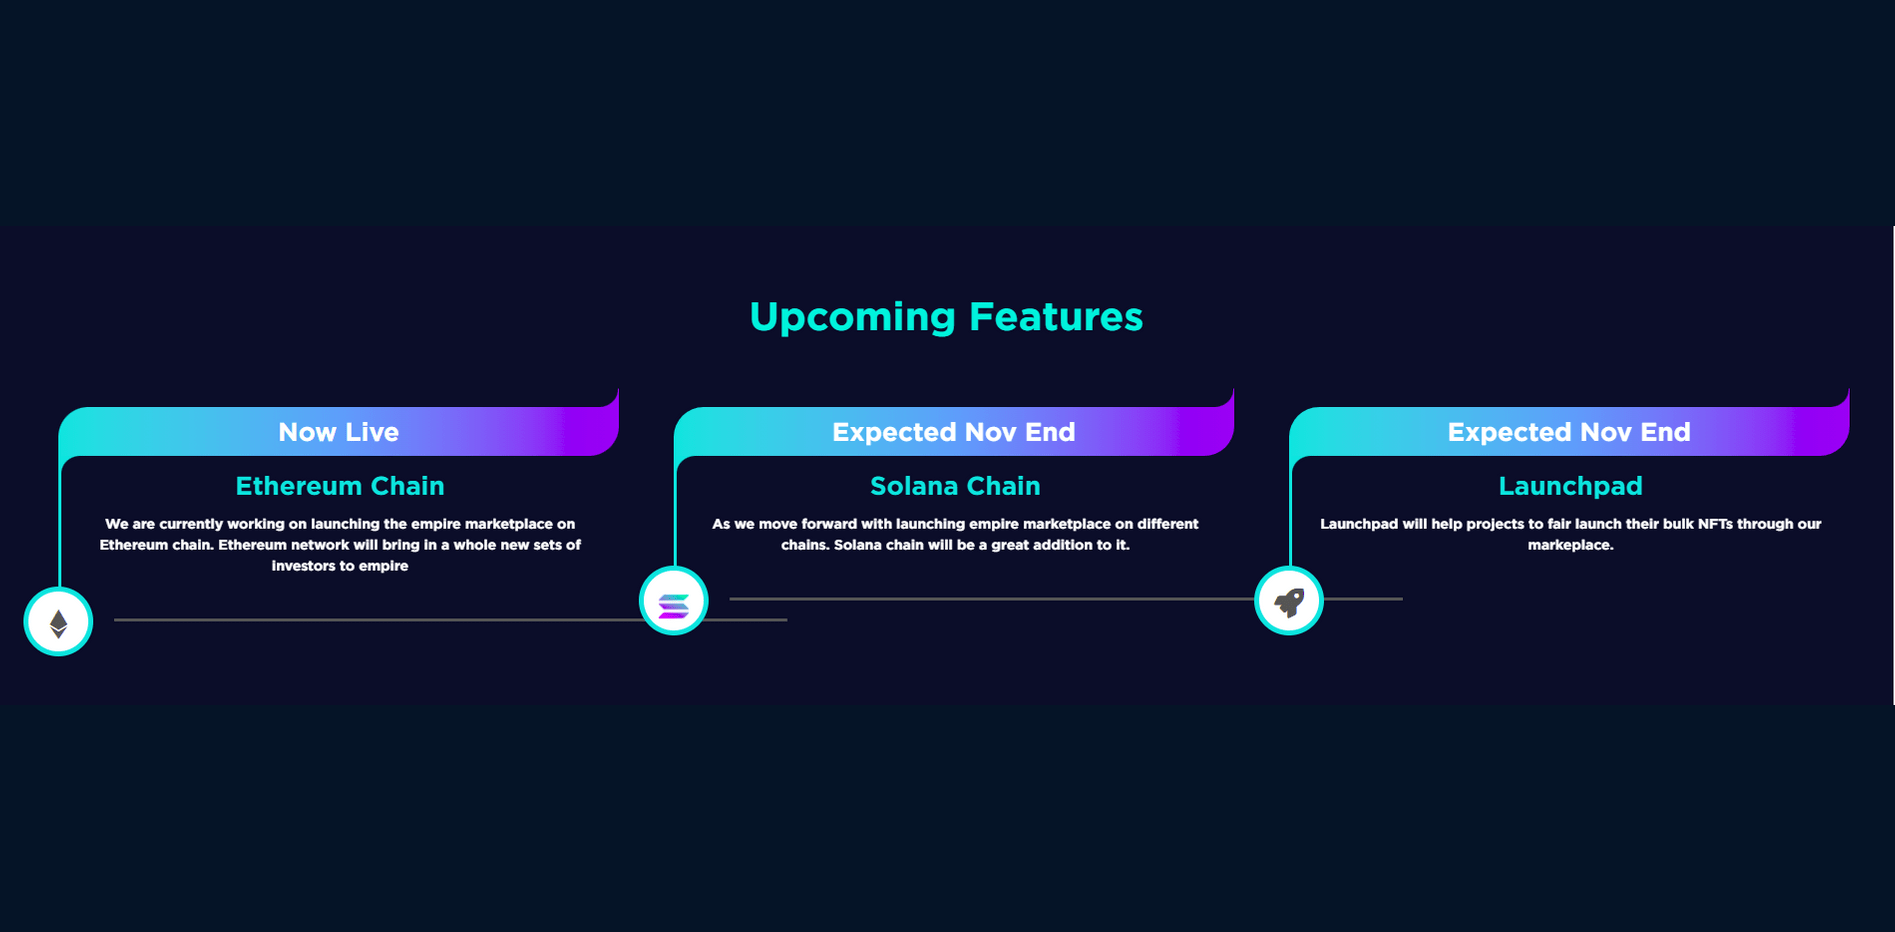 Upcoming Features
Now Live
Ethereum Chain
We are currently working on launching the empire marketplace on
Ethereum chain. Ethereum network will bring in a whole new sets of
investors to empire
Expected Nov End
Solana Chain
As we move forward with launching empire marketplace on different
chains. Solana chain will be a great addition to it.
Expected Nov End
Launchpad
Launchpad will help projects to fair launch their bulk NFTs through our
markeplace.